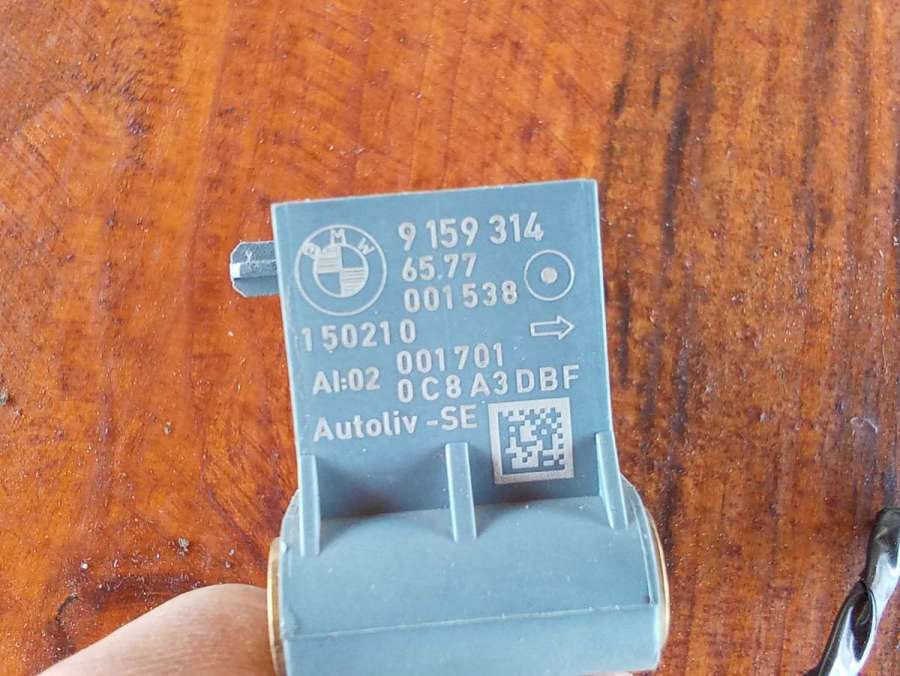 BMW
9 159 314
65.77
001538
150210
001701
AI:02
0C8A3DBF
Autoliv-SE